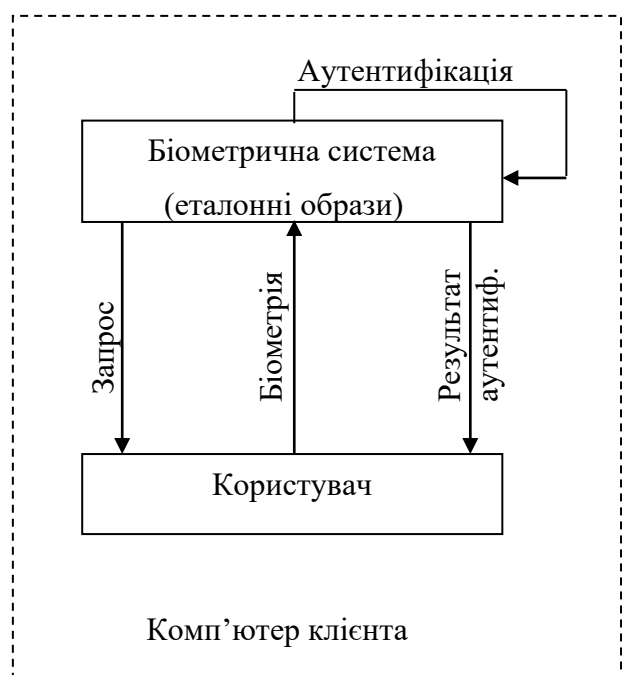 Аутентифікація
Біометрична система
(еталонні образи)
Запрос
Біометрія
Результат
аутентиф.
Користувач
Комп’ютер клієнта